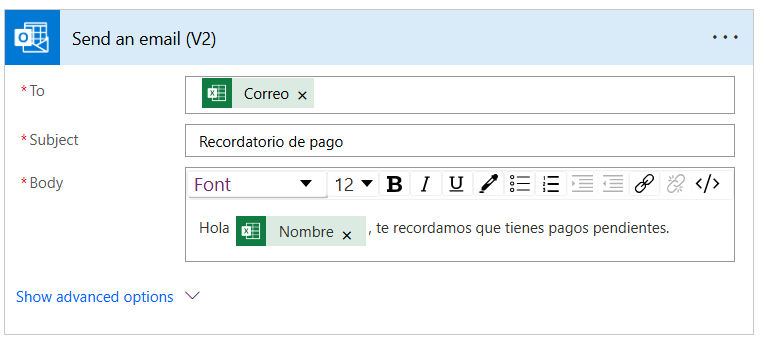 Send an email (V2)
* To Correo ×
* Subject Recordatorio de pago
* Body Font 12 B I U </>
Hola Nombre × , te recordamos que tienes pagos pendientes.
Show advanced options